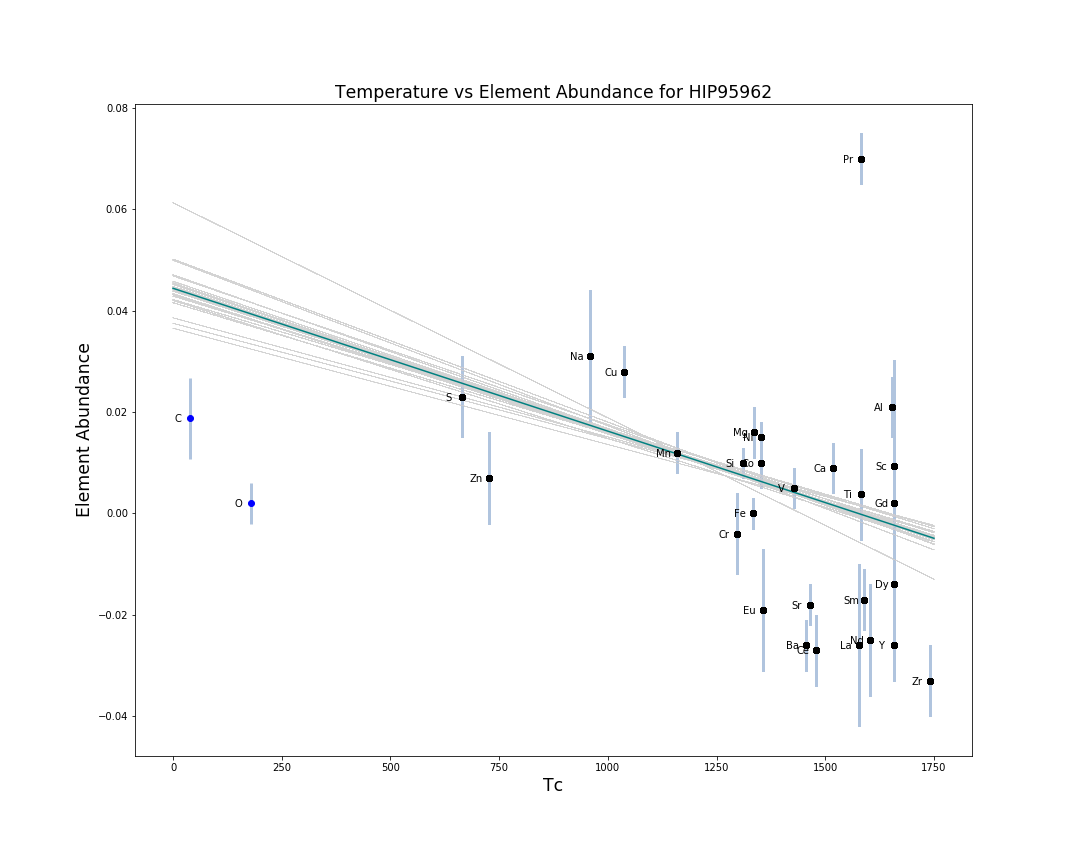 Temperature vs Element Abundance for HIP95962
0.08
0.06
0.04
0.02
0.00
−0.02
−0.04
Element Abundance
Pr
Na
Cu
C
S
Al
Mg
Ni
Mn
Si
Co
Ca
Sc
Zn
V
Ti
O
Gd
Fe
Cr
Dy
Sm
Eu
Sr
Nd
Ba
Ce
La
Y
Zr
0
250
500
750
1000
1250
1500
1750
Tc